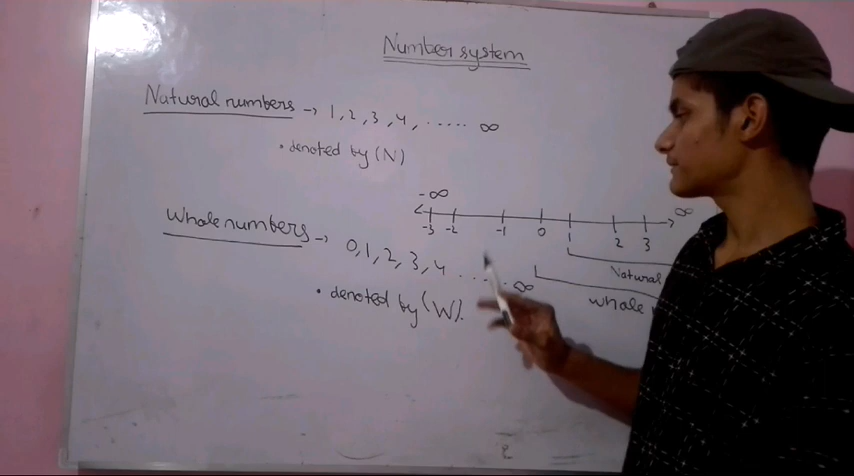 Number system
Natural numbers → 1, 2, 3, 4, ..... ∞
• denoted by (N)
-∞ ∞
-3 -2 -1 0 1 2 3
Natural
Whole numbers → 0, 1, 2, 3, 4 ..... ∞
whole
• denoted by (W).